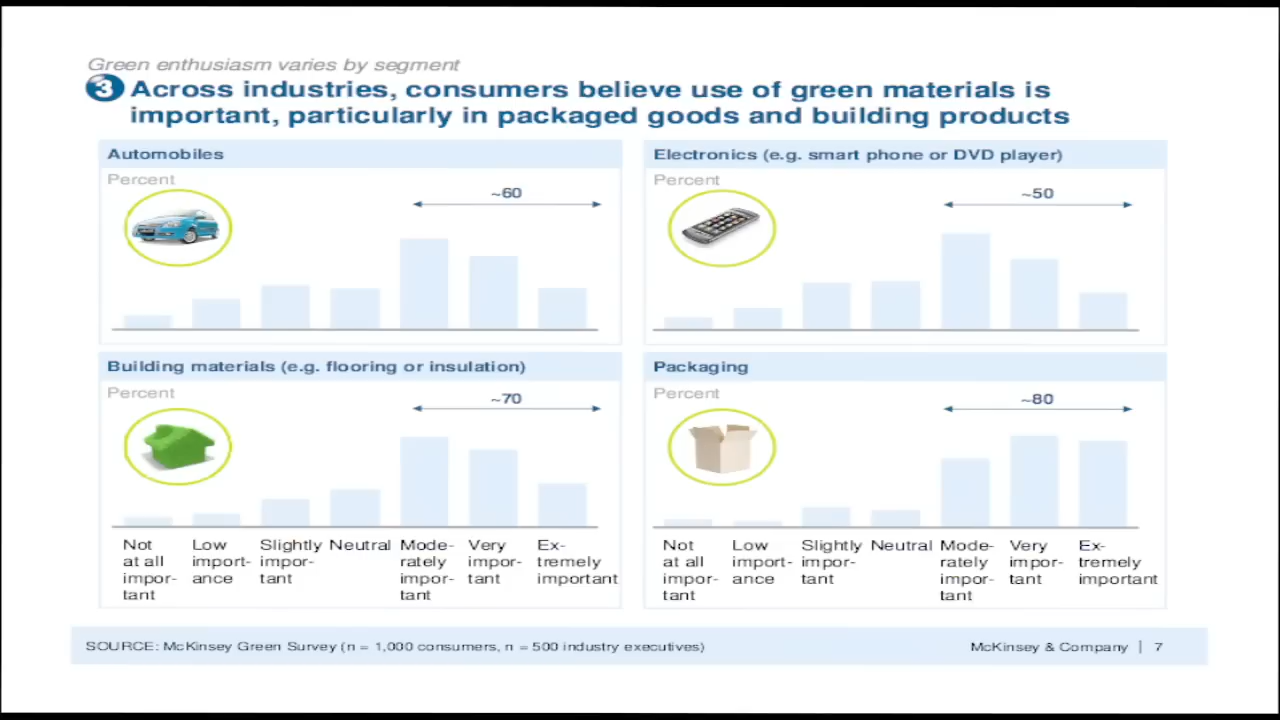 Green enthusiasm varies by segment
3 Across industries, consumers believe use of green materials is
important, particularly in packaged goods and building products
Automobiles
Percent
~60
Electronics (e.g. smart phone or DVD player)
Percent
~50
Building materials (e.g. flooring or insulation)
Percent
~70
Not at all impor-tant
Low import-ance
Slightly impor-tant
Neutral
Mode-rately impor-tant
Very impor-tant
Ex-tremely important
Packaging
Percent
~80
Not at all impor-tant
Low import-ance
Slightly impor-tant
Neutral
Mode-rately impor-tant
Very impor-tant
Ex-tremely important
SOURCE: McKinsey Green Survey (n = 1,000 consumers, n = 500 industry executives)
McKinsey & Company | 7